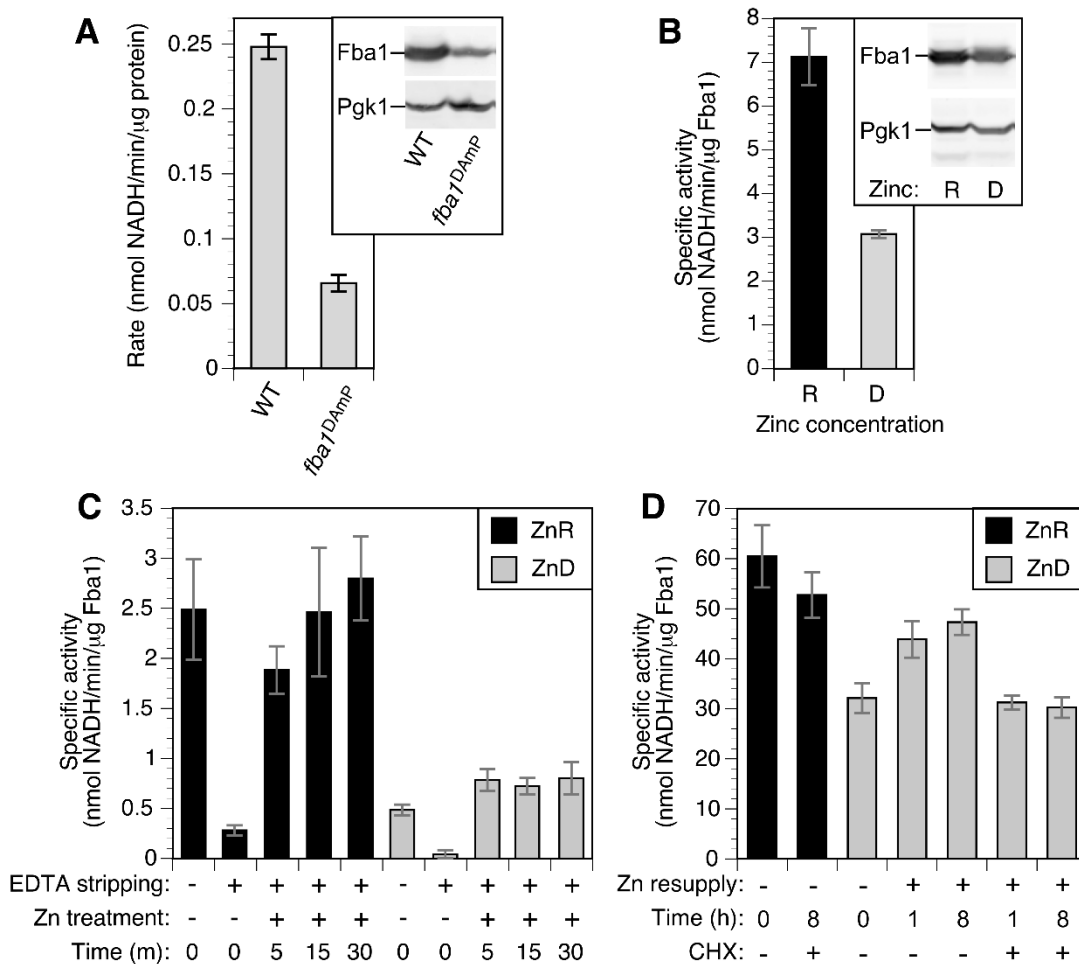 A
Rate (nmol NADH/min/μg protein)
0.25
0.2
0.15
0.1
0.05
0
WT
fba1DAmP
Fba1
Pgk1
WT
fba1DAmP
B
Specific activity
(nmol NADH/min/μg Fba1)
8
7
6
5
4
3
2
1
0
R D
Zinc concentration
Fba1
Pgk1
Zinc: R D
C
Specific activity
(nmol NADH/min/μg Fba1)
3.5
3
2.5
2
1.5
1
0.5
0
ZnR
ZnD
EDTA stripping: - + + + + - + + + +
Zn treatment: - - + + + - - + + +
Time (m) 0 0 5 15 30 0 0 5 15 30
D
Specific activity
(nmol NADH/min/μg Fba1)
70
60
50
40
30
20
10
0
ZnR
ZnD
Zn resupply: - - - + + + +
Time (h) 0 8 0 1 8 1 8
CHX - + - - - + +